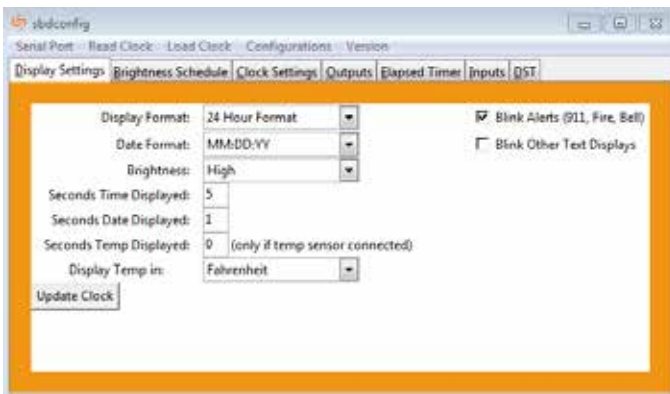 sbdconfig
Serial Port Read Clock Load Clock Configurations Version
Display Settings Brightness Schedule Clock Settings Outputs Elapsed Timer Inputs DST
Display Format: 24 Hour Format Blink Alerts (911, Fire, Bell)
Date Format: MM:DD:YY Blink Other Text Displays
Brightness: High
Seconds Time Displayed: 5
Seconds Date Displayed: 1
Seconds Temp Displayed: 0 (only if temp sensor connected)
Display Temp in: Fahrenheit
Update Clock